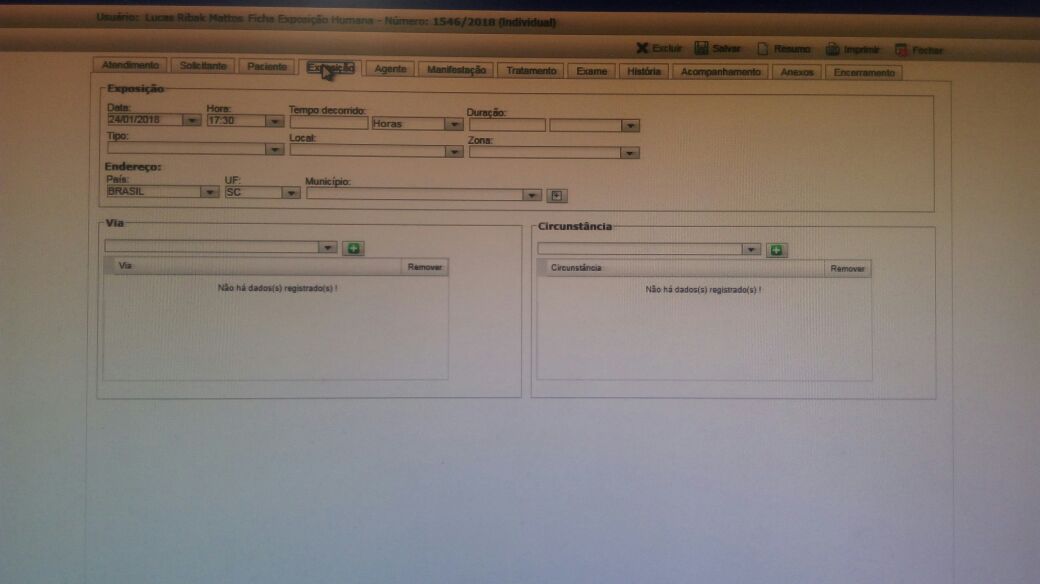 Usuário: Lucas Ribak Mattos Ficha Exposição Humana - Número: 1546/2018 (Individual)
Excluir Salvar Resumo Imprimir Fechar
Atendimento Solicitante Paciente Exposição Agente Manifestação Tratamento Exame História Acompanhamento Anexos Encerramento
Exposição
Data: Hora: Tempo decorrido: Duração:
24/01/2018 17:30 Horas
Tipo: Local: Zona:
Endereço:
País: UF: Município:
BRASIL SC
Via Circunstância
Via Remover Circunstância Remover
Não há dados(s) registrado(s) ! Não há dados(s) registrado(s) !